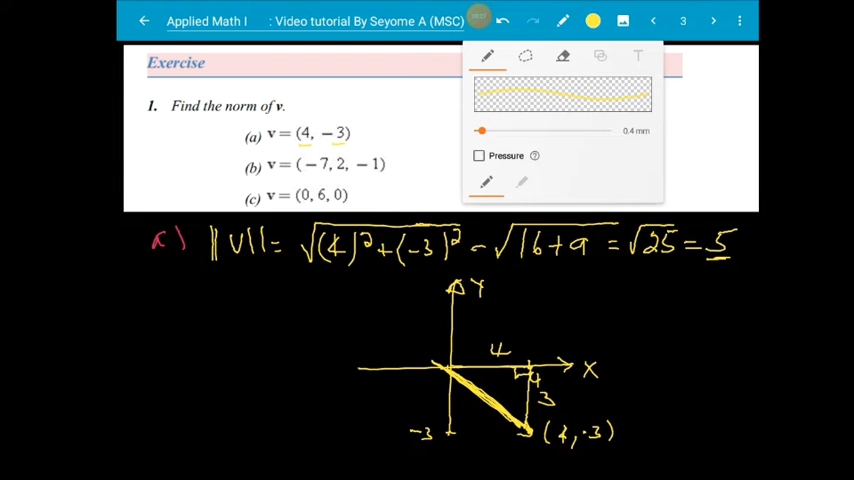 Applied Math I : Video tutorial By Seyome A (MSC)
3
Exercise
1. Find the norm of v.
(a) v = (4, −3)
(b) v = (−7, 2, −1)
(c) v = (0, 6, 0)
0.4 mm
Pressure
a) ||v|| = √(4)²+(-3)² = √16+9 = √25 = 5
Y
4
X
4
3
-3
(4,-3)